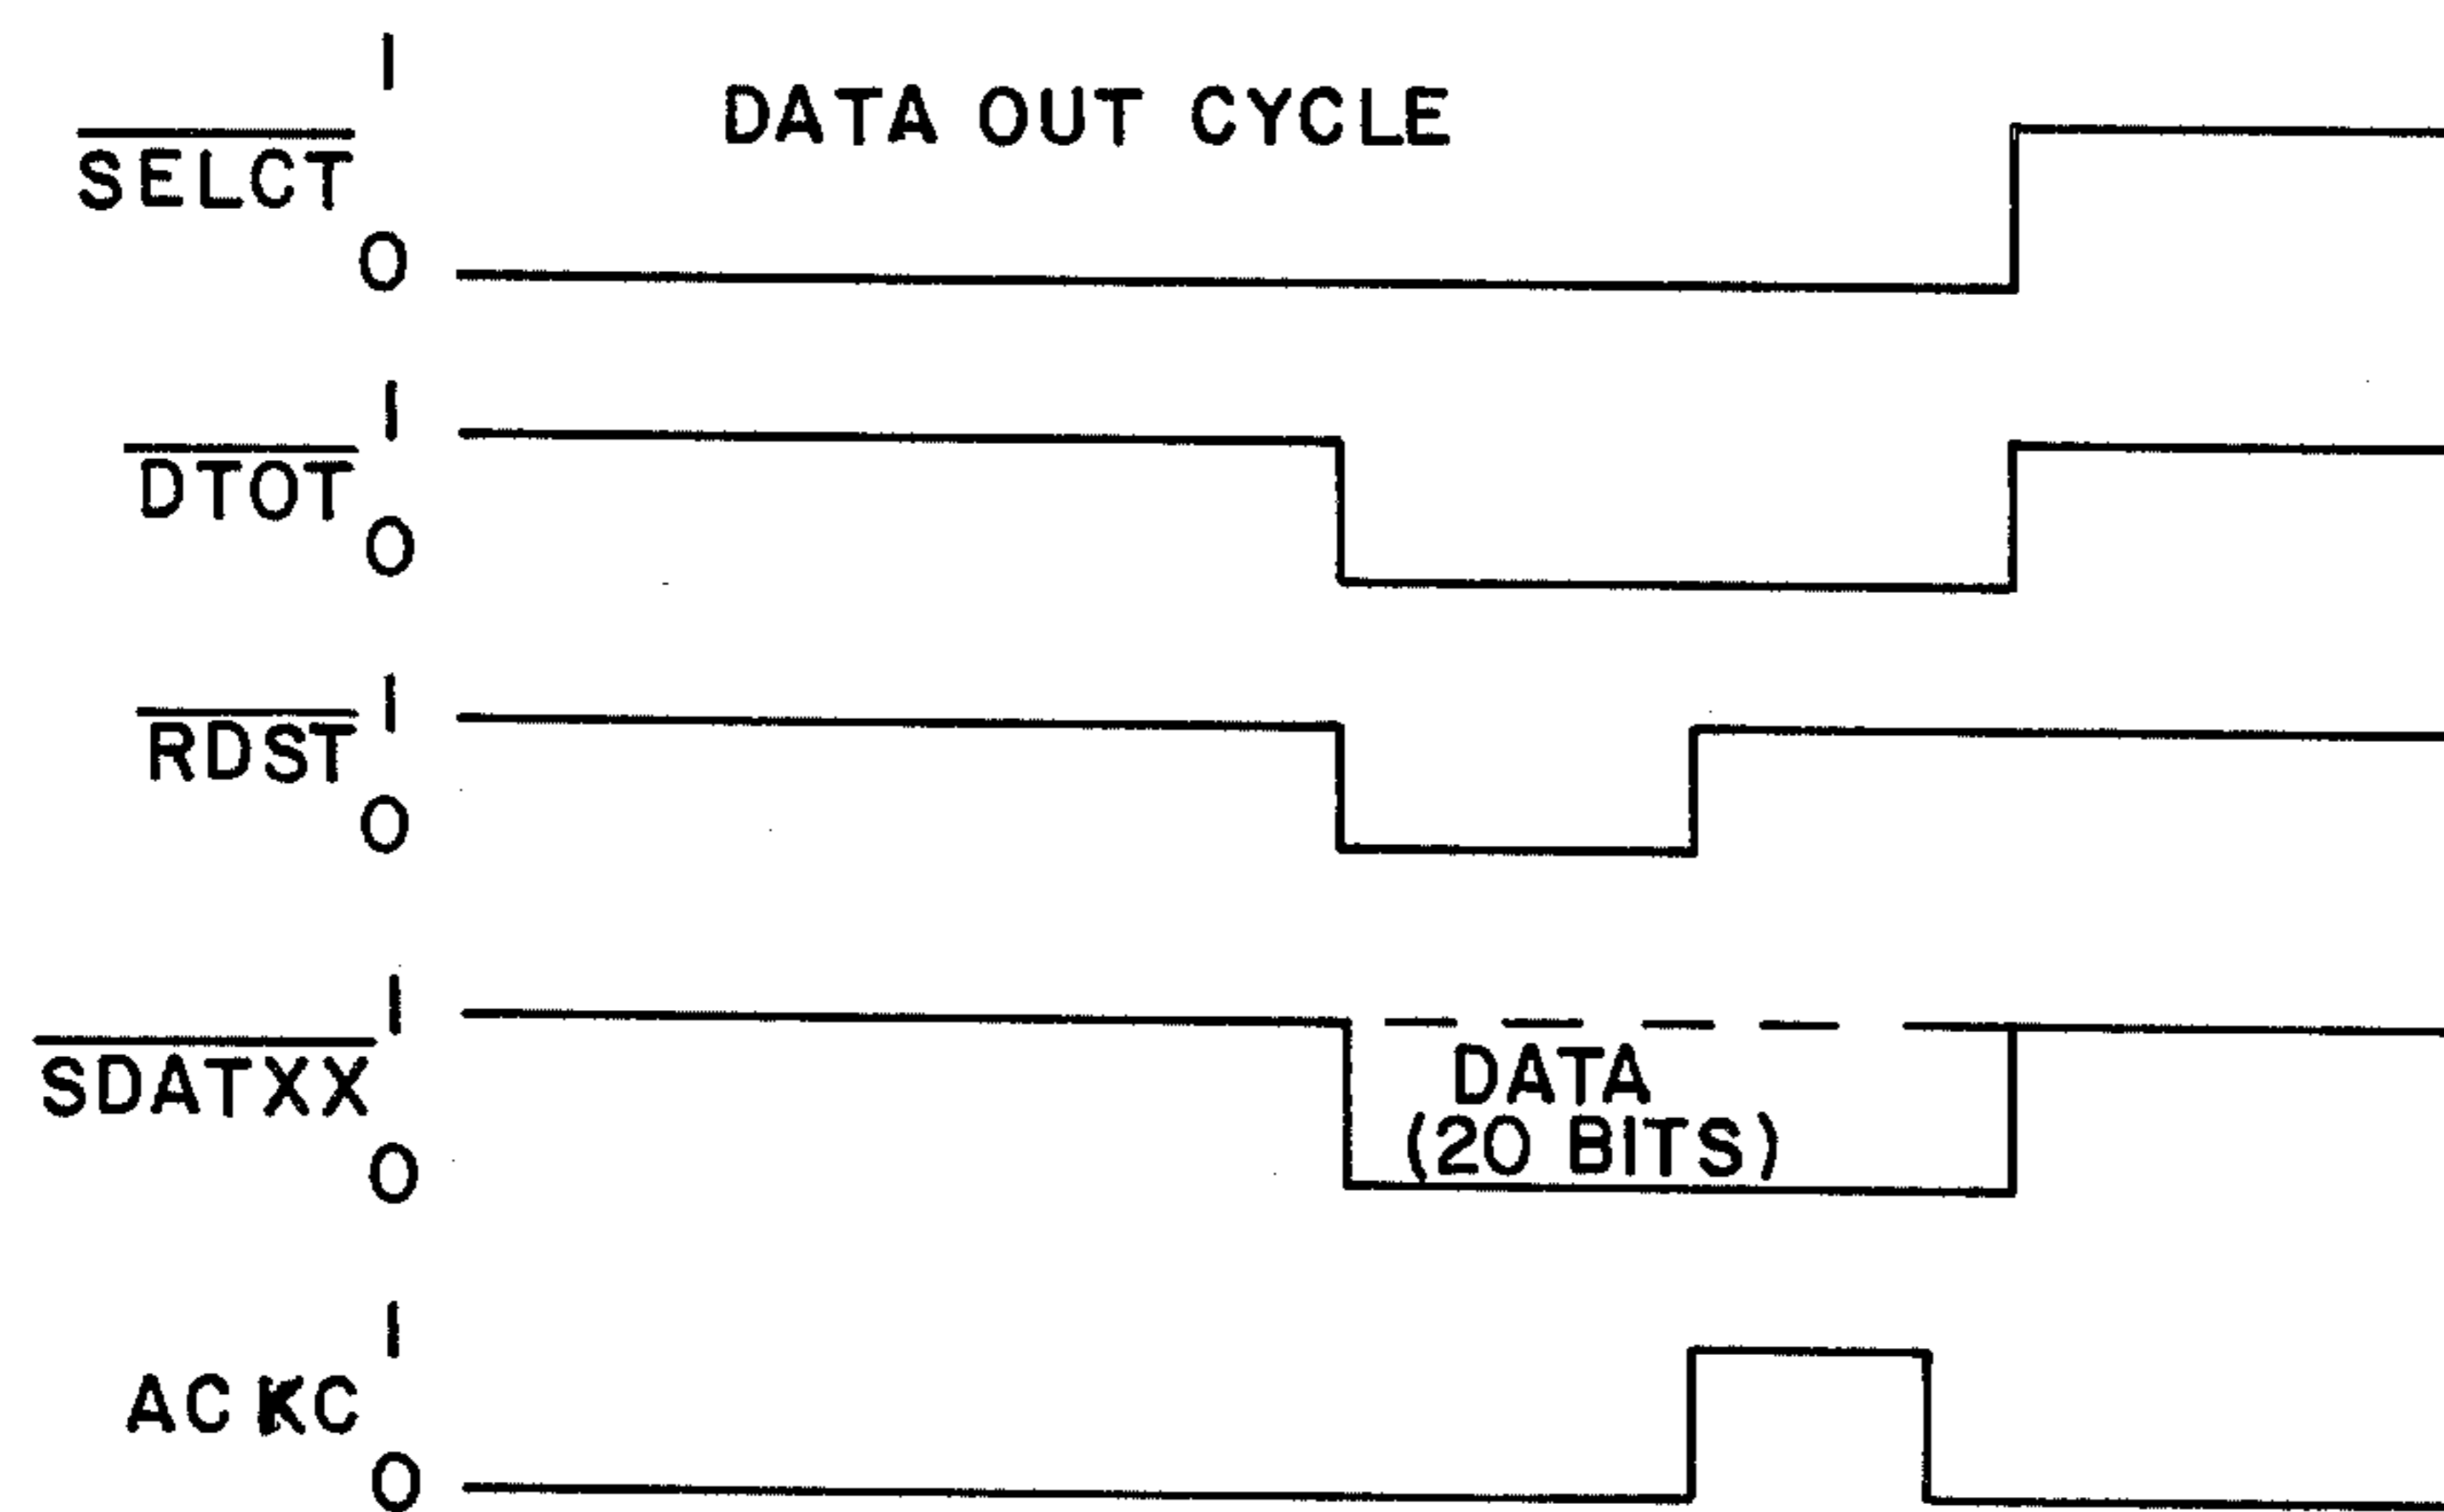 1
DATA OUT CYCLE
SELCT
0
1
DTOT
0
1
RDST
0
1
SDATXX
DATA
(20 BITS)
0
1
ACKC
0